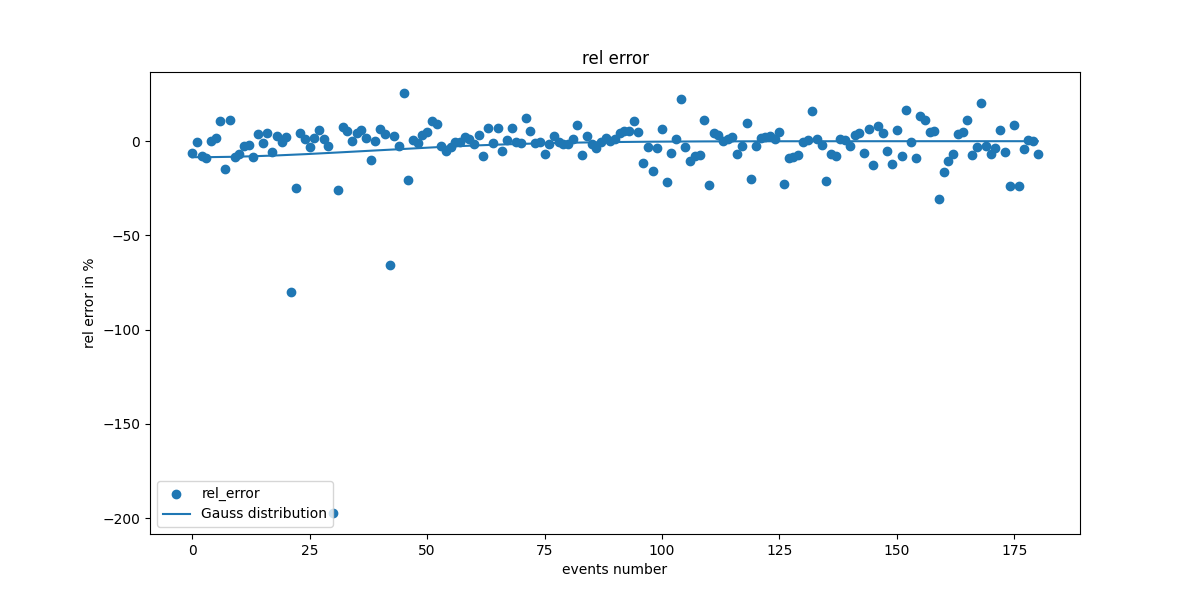 rel error
0
−50
−100
−150
−200
rel error in %
rel_error
Gauss distribution
0 25 50 75 100 125 150 175
events number